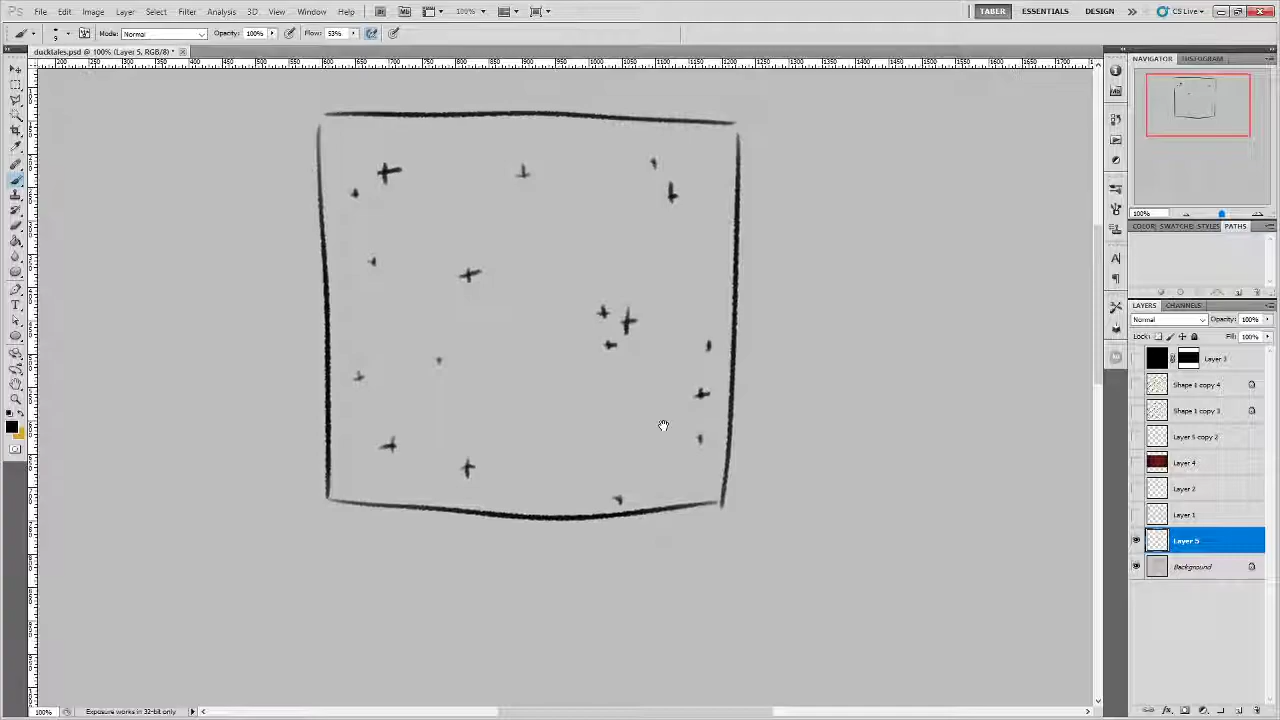 Ps File Edit Image Layer Select Filter Analysis 3D View Window Help 100% TABER ESSENTIALS DESIGN CS Live
Mode: Normal Opacity: 100% Flow: 53%
ducktales.psd @ 100% (Layer 5, RGB/8) *
NAVIGATOR HISTOGRAM
100%
COLOR SWATCHES STYLES PATHS
LAYERS CHANNELS
Normal Opacity: 100%
Lock: Fill: 100%
Layer 3
Shape 1 copy 4
Shape 1 copy 3
Layer 5 copy 2
Layer 4
Layer 2
Layer 1
Layer 5
Background
100% Exposure works in 32-bit only